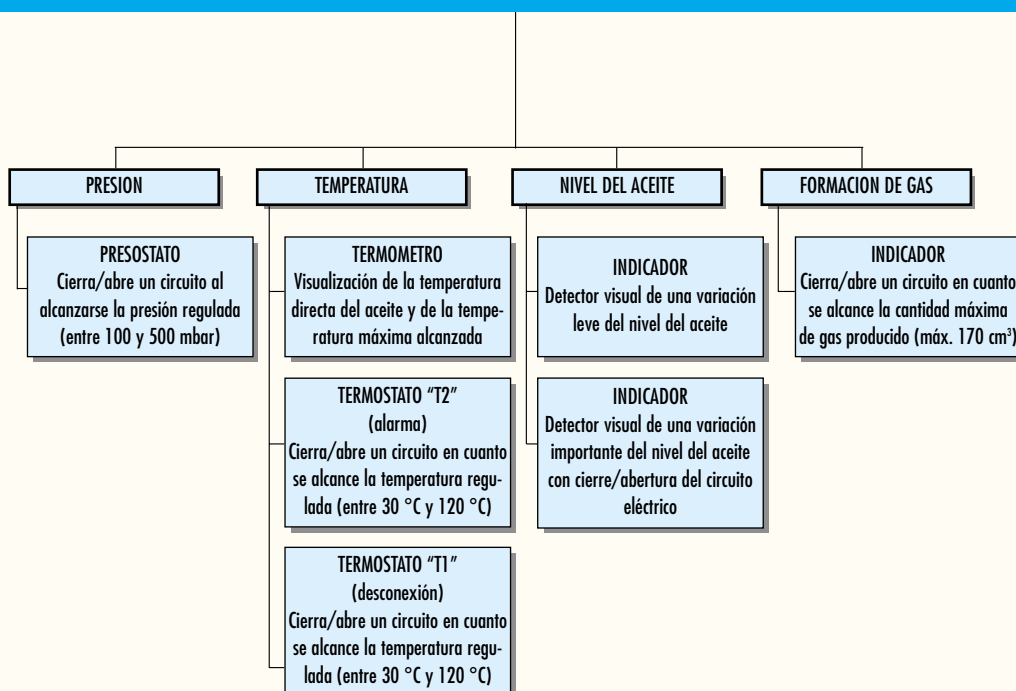 PRESION
PRESOSTATO
Cierra/abre un circuito al
alcanzarse la presión regulada
(entre 100 y 500 mbar)
TEMPERATURA
TERMOMETRO
Visualización de la temperatura
directa del aceite y de la tempe-
ratura máxima alcanzada
TERMOSTATO “T2”
(alarma)
Cierra/abre un circuito en cuanto
se alcance la temperatura regu-
lada (entre 30 °C y 120 °C)
TERMOSTATO “T1”
(desconexión)
Cierra/abre un circuito en cuanto
se alcance la temperatura regu-
lada (entre 30 °C y 120 °C)
NIVEL DEL ACEITE
INDICADOR
Detector visual de una variación
leve del nivel del aceite
INDICADOR
Detector visual de una variación
importante del nivel del aceite
con cierre/abertura del circuito
eléctrico
FORMACION DE GAS
INDICADOR
Cierra/abre un circuito en cuanto
se alcance la cantidad máxima
de gas producido (máx. 170 cm³)